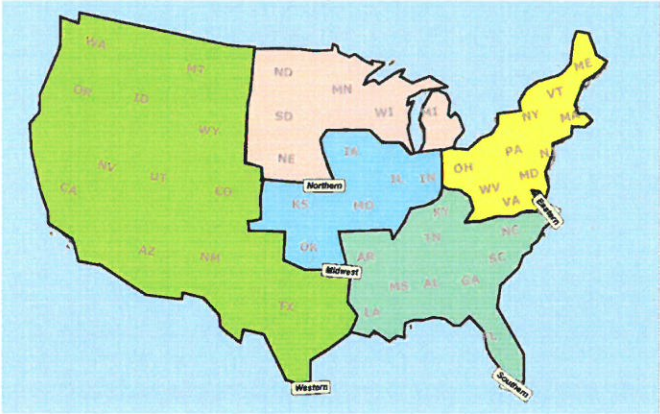 WA
MT
ND
MN
ME
OR
ID
SD
WI
MI
VT
NY
MA
WY
NE
IA
PA
NV
UT
CO
IL
IN
OH
WV
MD
VA
CA
Northern
KS
MO
KY
Eastern
AZ
NM
OK
AR
TN
NC
SC
Midwest
MS
AL
GA
TX
LA
FL
Western
Southern